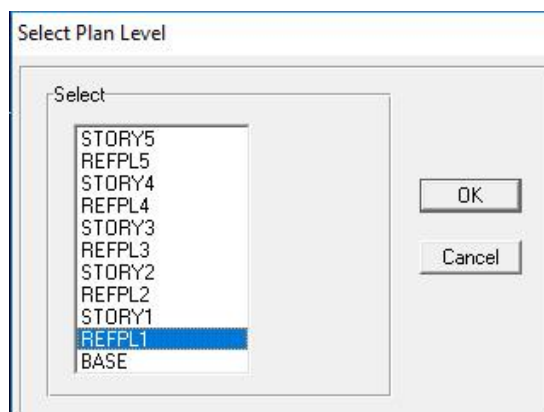 Select Plan Level
Select
STORY5
REFPL5
STORY4
REFPL4
STORY3
REFPL3
STORY2
REFPL2
STORY1
REFPL1
BASE
OK
Cancel